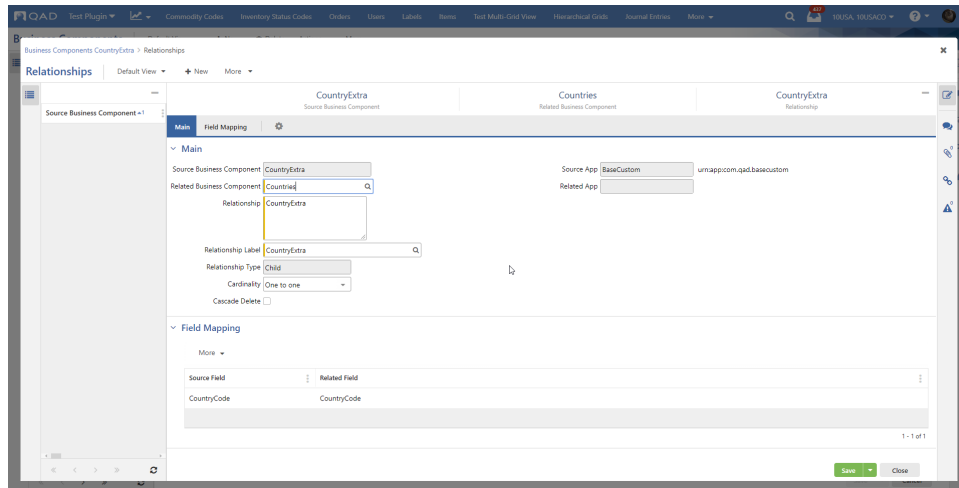 QAD Test Plugin Commodity Codes Inventory Status Codes Orders Users Labels Items Test Multi-Grid View Hierarchical Grids Journal Entries More 437 10USA, 10USACO
Business Components CountryExtra > Relationships
Relationships Default View + New More
CountryExtra Countries CountryExtra
Source Business Component Related Business Component Relationship
Source Business Component 1
Main Field Mapping
Main
Source Business Component CountryExtra Source App BaseCustom urn:app:com.qad.basecustom
Related Business Component Countries Related App
Relationship CountryExtra
Relationship Label CountryExtra
Relationship Type Child
Cardinality One to one
Cascade Delete
Field Mapping
More
Source Field Related Field
CountryCode CountryCode
1 - 1 of 1
Save Close